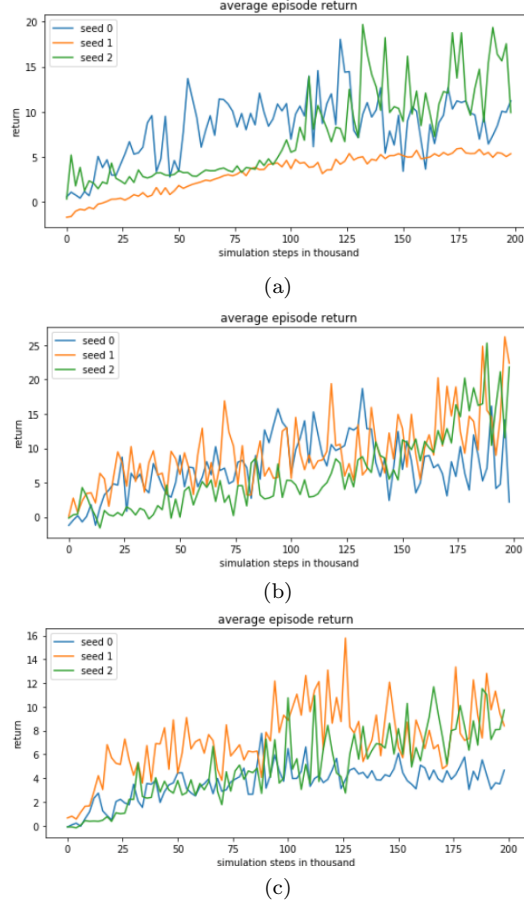 average episode return
seed 0
seed 1
seed 2
return
20
15
10
5
0
0 25 50 75 100 125 150 175 200
simulation steps in thousand
(a)
average episode return
seed 0
seed 1
seed 2
return
25
20
15
10
5
0
0 25 50 75 100 125 150 175 200
simulation steps in thousand
(b)
average episode return
seed 0
seed 1
seed 2
return
16
14
12
10
8
6
4
2
0
0 25 50 75 100 125 150 175 200
simulation steps in thousand
(c)